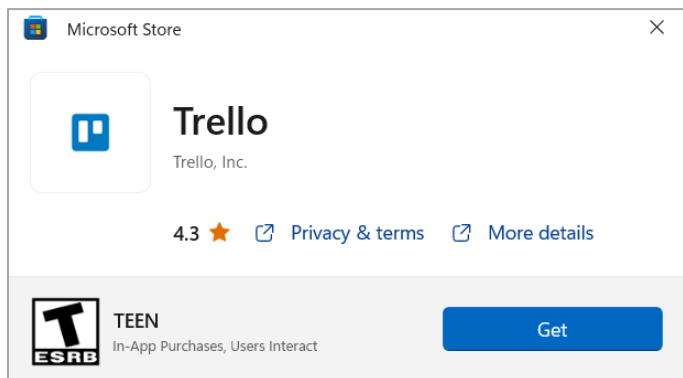 Microsoft Store
Trello
Trello, Inc.
4.3 Privacy & terms More details
T
ESRB
TEEN
In-App Purchases, Users Interact
Get